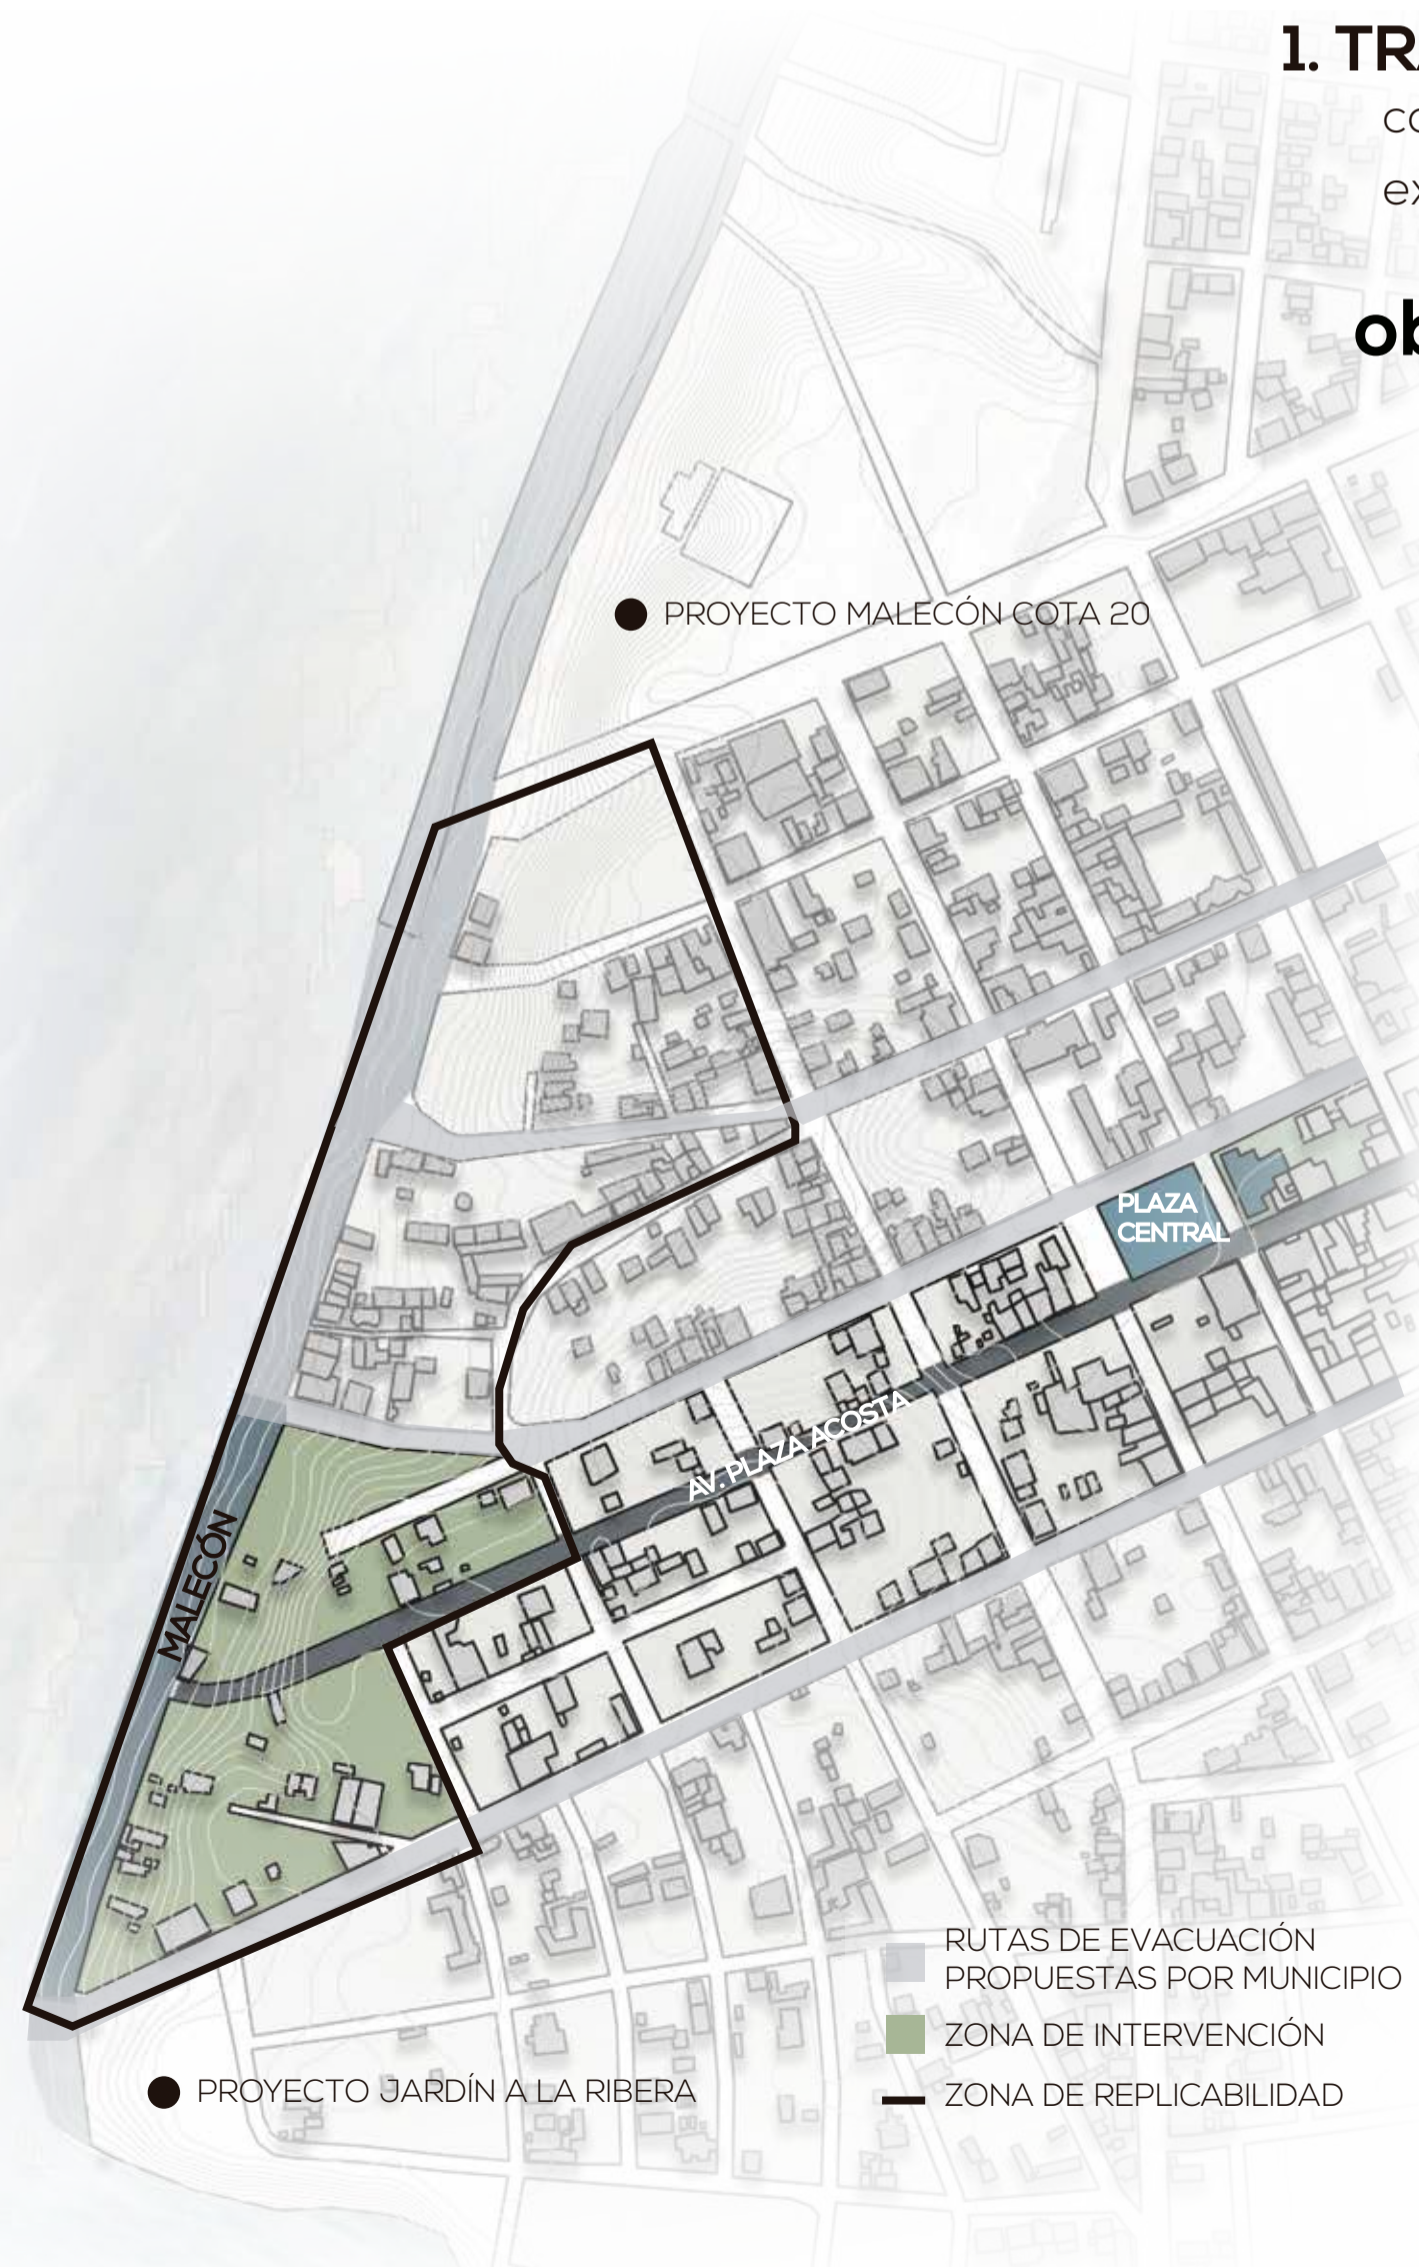 1. TR
co
ex
ob
PROYECTO MALECÓN COTA 20
PLAZA
CENTRAL
AV. PLAZA ACOSTA
MALECÓN
RUTAS DE EVACUACIÓN
PROPUESTAS POR MUNICIPIO
ZONA DE INTERVENCIÓN
ZONA DE REPLICABILIDAD
PROYECTO JARDÍN A LA RIBERA